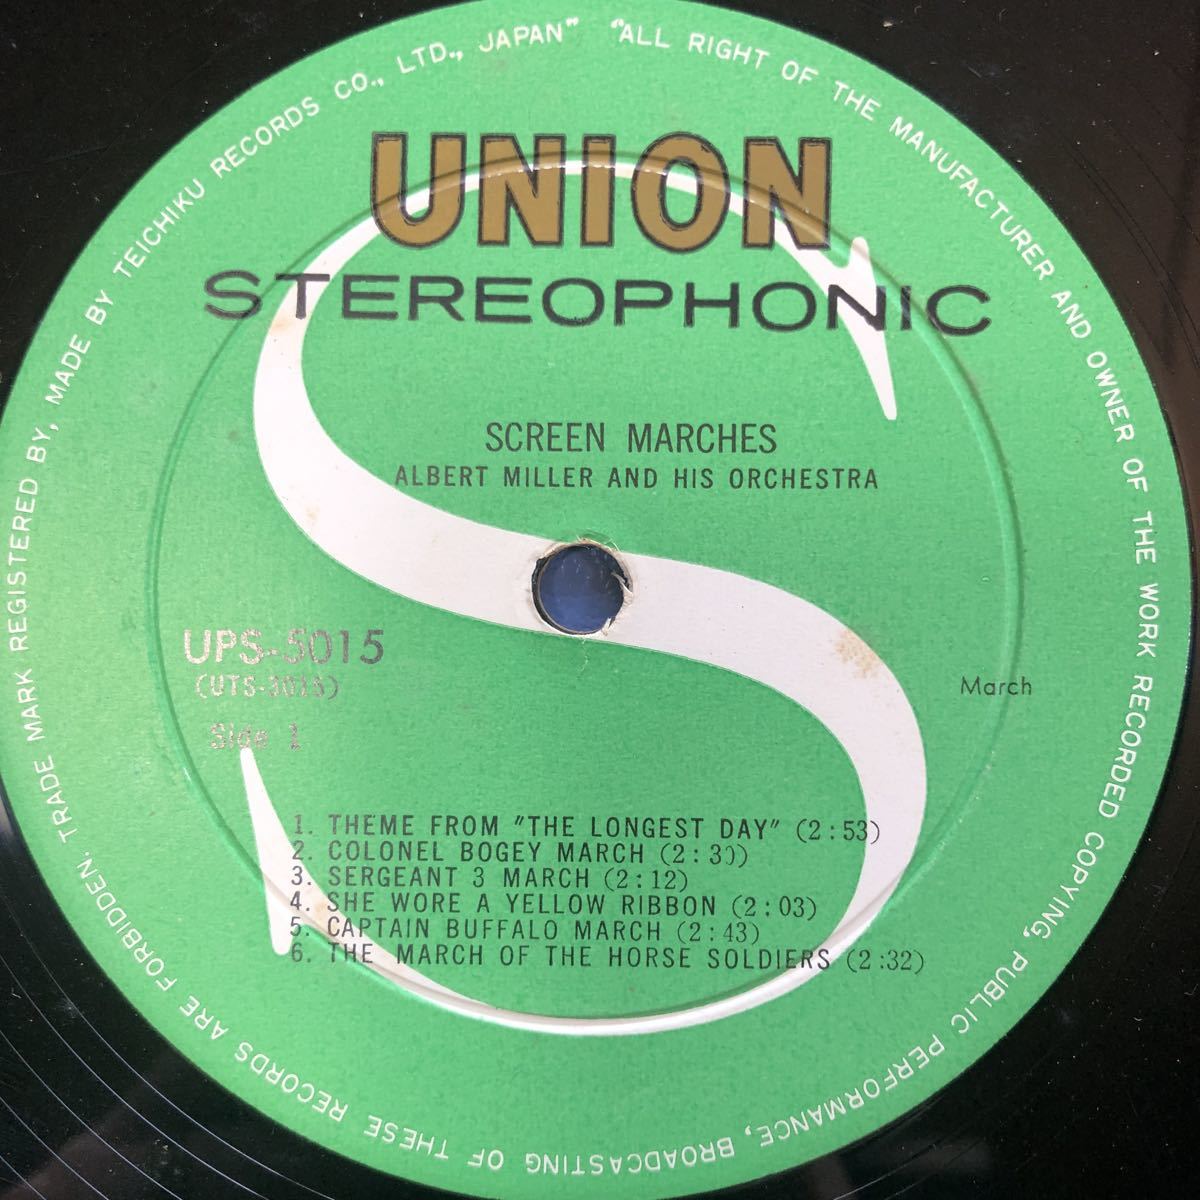 TRADE MARK REGISTERED BY, MADE BY TEICHIKU RECORDS CO., LTD., JAPAN" "ALL RIGHT OF THE MANUFACTURER AND OWNER OF THE WORK RECORDED COPYING, PUBLIC PERFORMANCE, BROADCASTING OF THESE RECORDS ARE FORBIDDEN.
UNION
STEREOPHONIC
SCREEN MARCHES
ALBERT MILLER AND HIS ORCHESTRA
UPS-5015
(UTS-3015)
Side 1
March
1. THEME FROM "THE LONGEST DAY" (2:53)
2. COLONEL BOGEY MARCH (2:30)
3. SERGEANT 3 MARCH (2:12)
4. SHE WORE A YELLOW RIBBON (2:03)
5. CAPTAIN BUFFALO MARCH (2:43)
6. THE MARCH OF THE HORSE SOLDIERS (2:32)